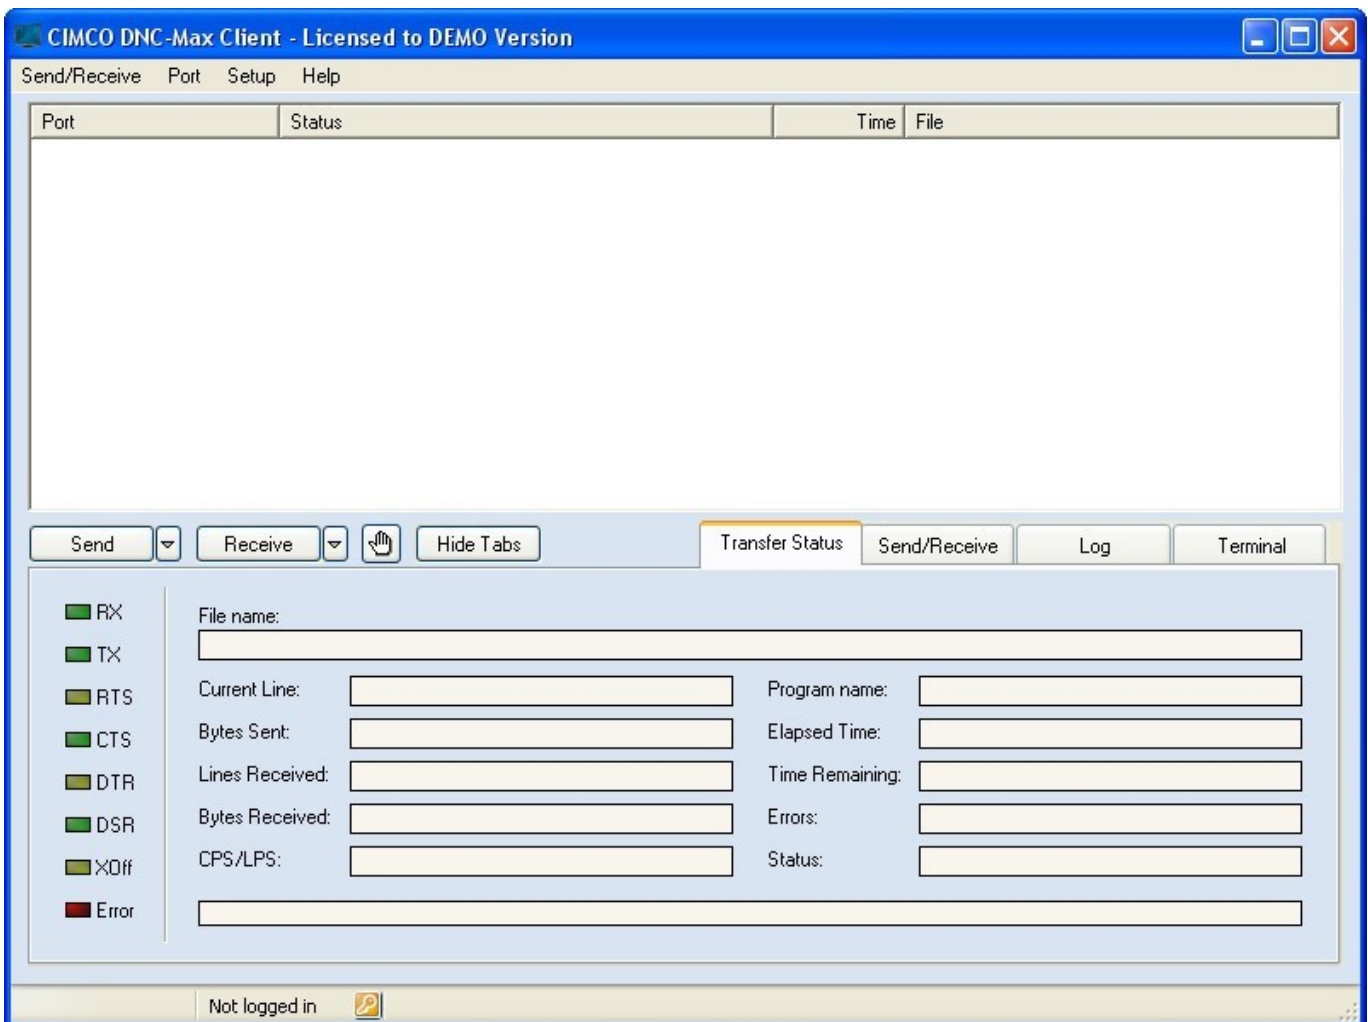 CIMCO DNC-Max Client - Licensed to DEMO Version
Send/Receive Port Setup Help
Port Status Time File
Send Receive Hide Tabs Transfer Status Send/Receive Log Terminal
RX
TX
RTS
CTS
DTR
DSR
XOff
Error
File name:
Current Line: Program name:
Bytes Sent: Elapsed Time:
Lines Received: Time Remaining:
Bytes Received: Errors:
CPS/LPS: Status:
Not logged in